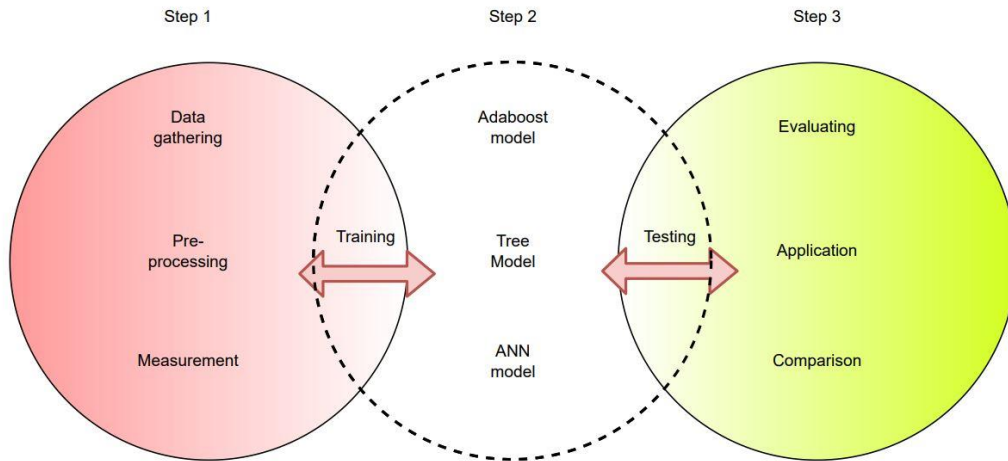 Step 1
Step 2
Step 3
Data
gathering
Adaboost
model
Evaluating
Pre-
processing
Training
Tree
Model
Testing
Application
Measurement
ANN
model
Comparison